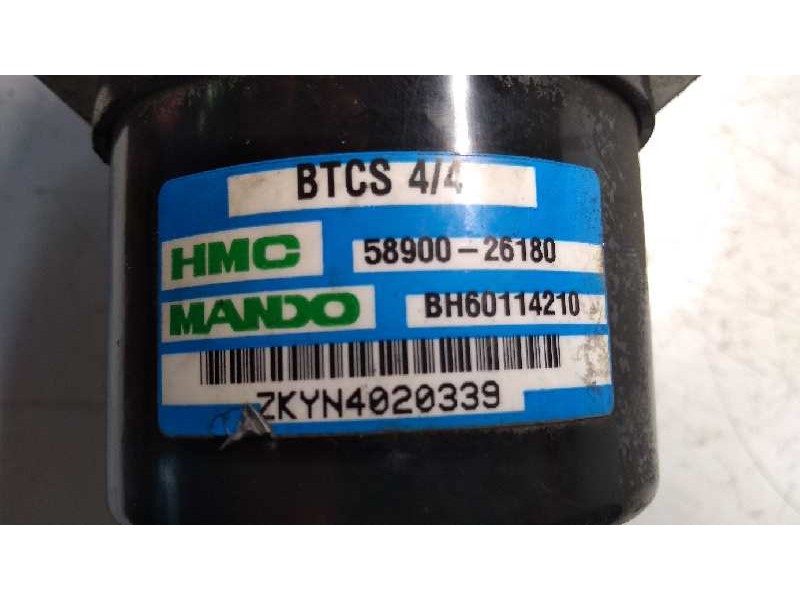 BTCS 4/4
HMC 58900-26180
MANDO BH60114210
ZKYN4020339